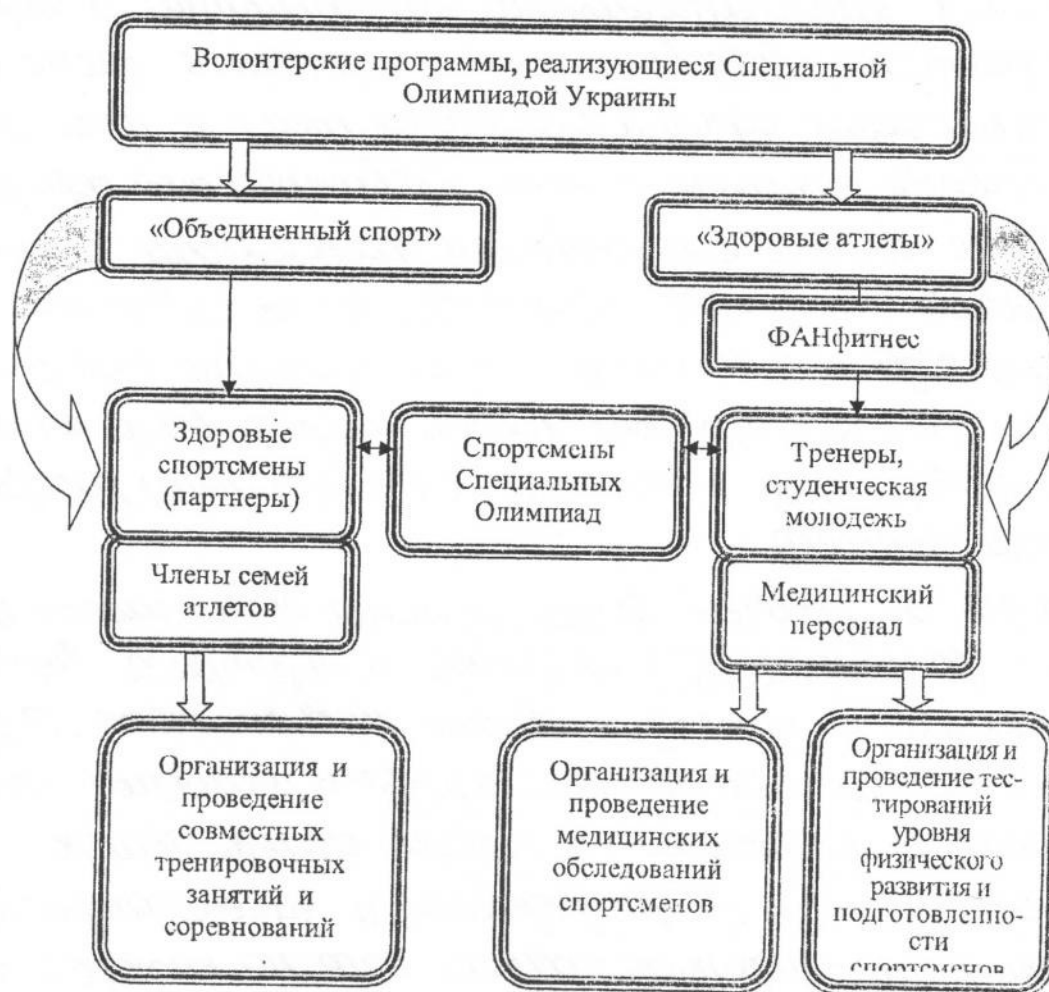 Волонтерские программы, реализующиеся Специальной
Олимпиадой Украины
«Объединенный спорт»
«Здоровые атлеты»
ФАНфитнес
Здоровые
спортсмены
(партнеры)
Спортсмены
Специальных
Олимпиад
Тренеры,
студенческая
молодежь
Члены семей
атлетов
Медицинский
персонал
Организация и
проведение
совместных
тренировочных
занятий и
соревнований
Организация и
проведение
медицинских
обследований
спортсменов
Организация и
проведение тес-
тирований
уровня
физического
развития и
подготовленно-
сти
спортсменов